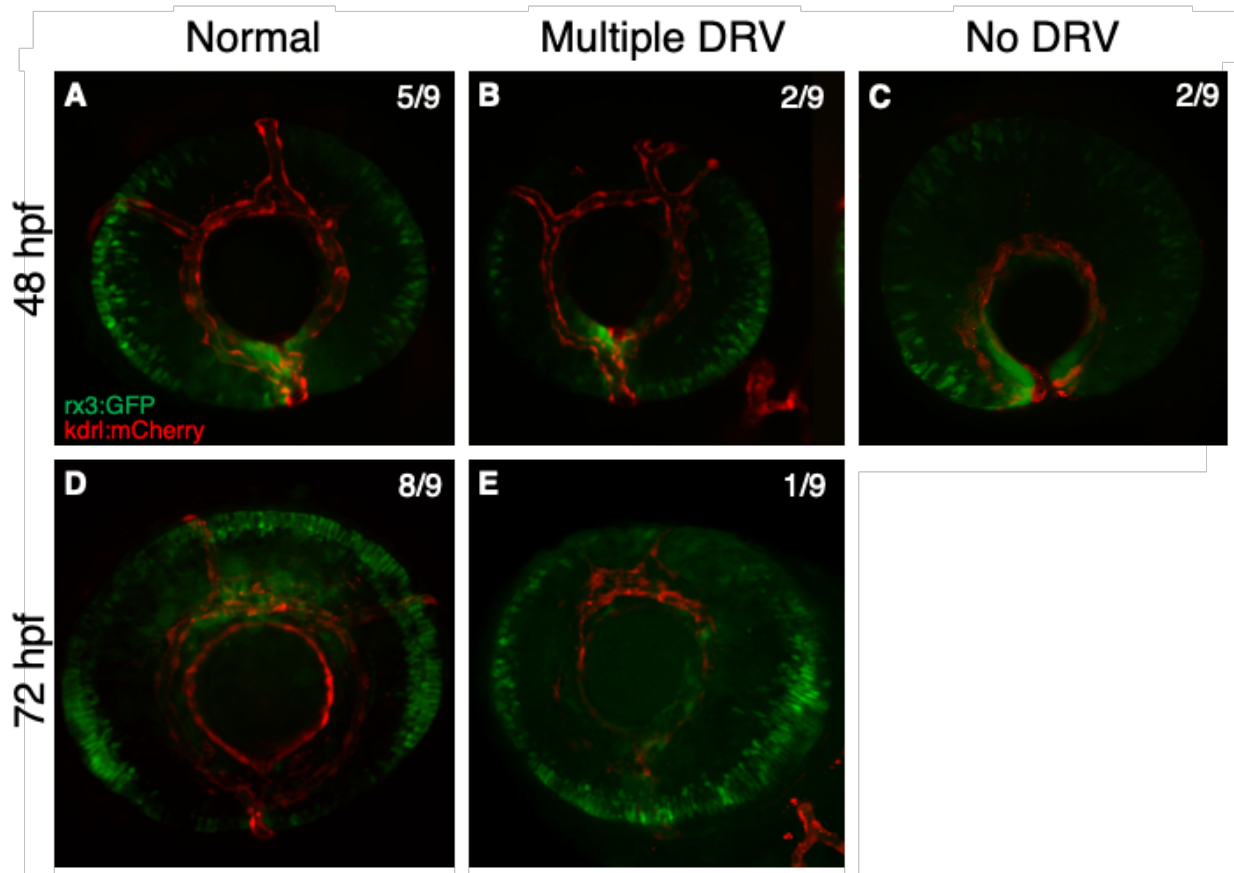 Normal
Multiple DRV
No DRV
48 hpf
A
5/9
B
2/9
C
2/9
rx3:GFP
kdrl:mCherry
72 hpf
D
8/9
E
1/9